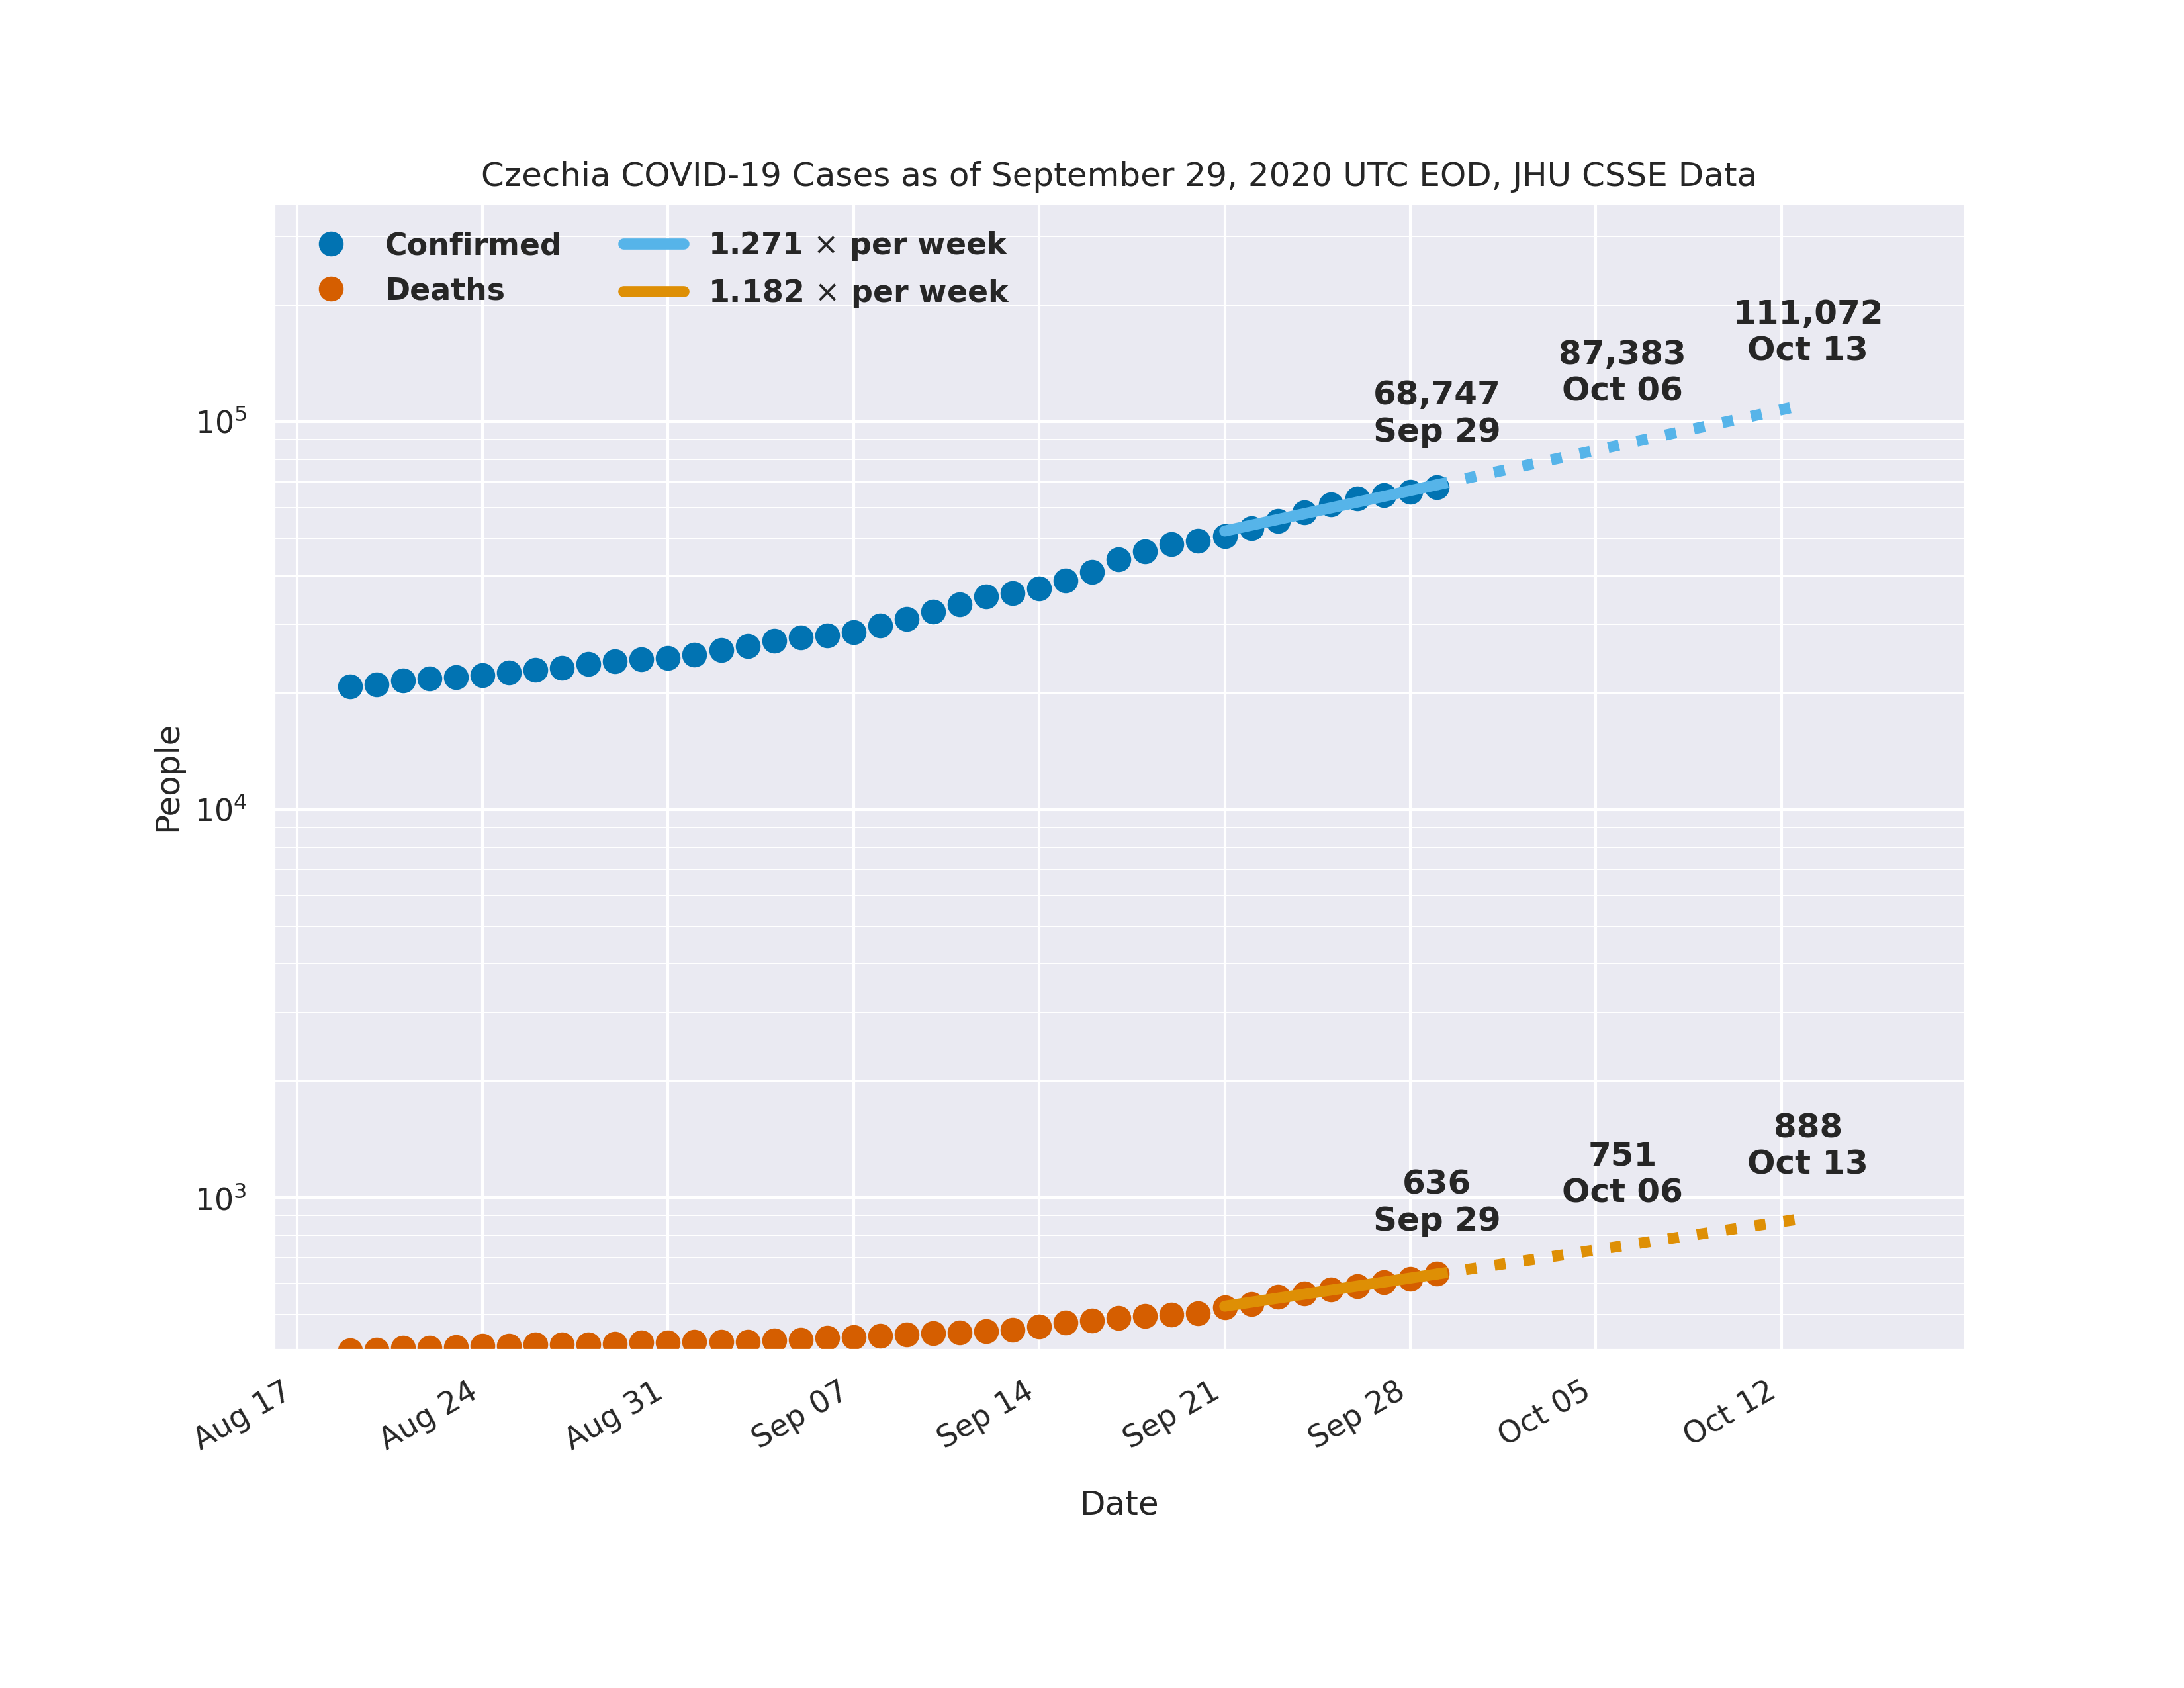 Czechia COVID-19 Cases as of September 29, 2020 UTC EOD, JHU CSSE Data
Confirmed
Deaths
1.271 × per week
1.182 × per week
111,072
Oct 13
87,383
Oct 06
68,747
Sep 29
10⁵
10⁴
10³
People
888
Oct 13
751
Oct 06
636
Sep 29
Aug 17
Aug 24
Aug 31
Sep 07
Sep 14
Sep 21
Sep 28
Oct 05
Oct 12
Date